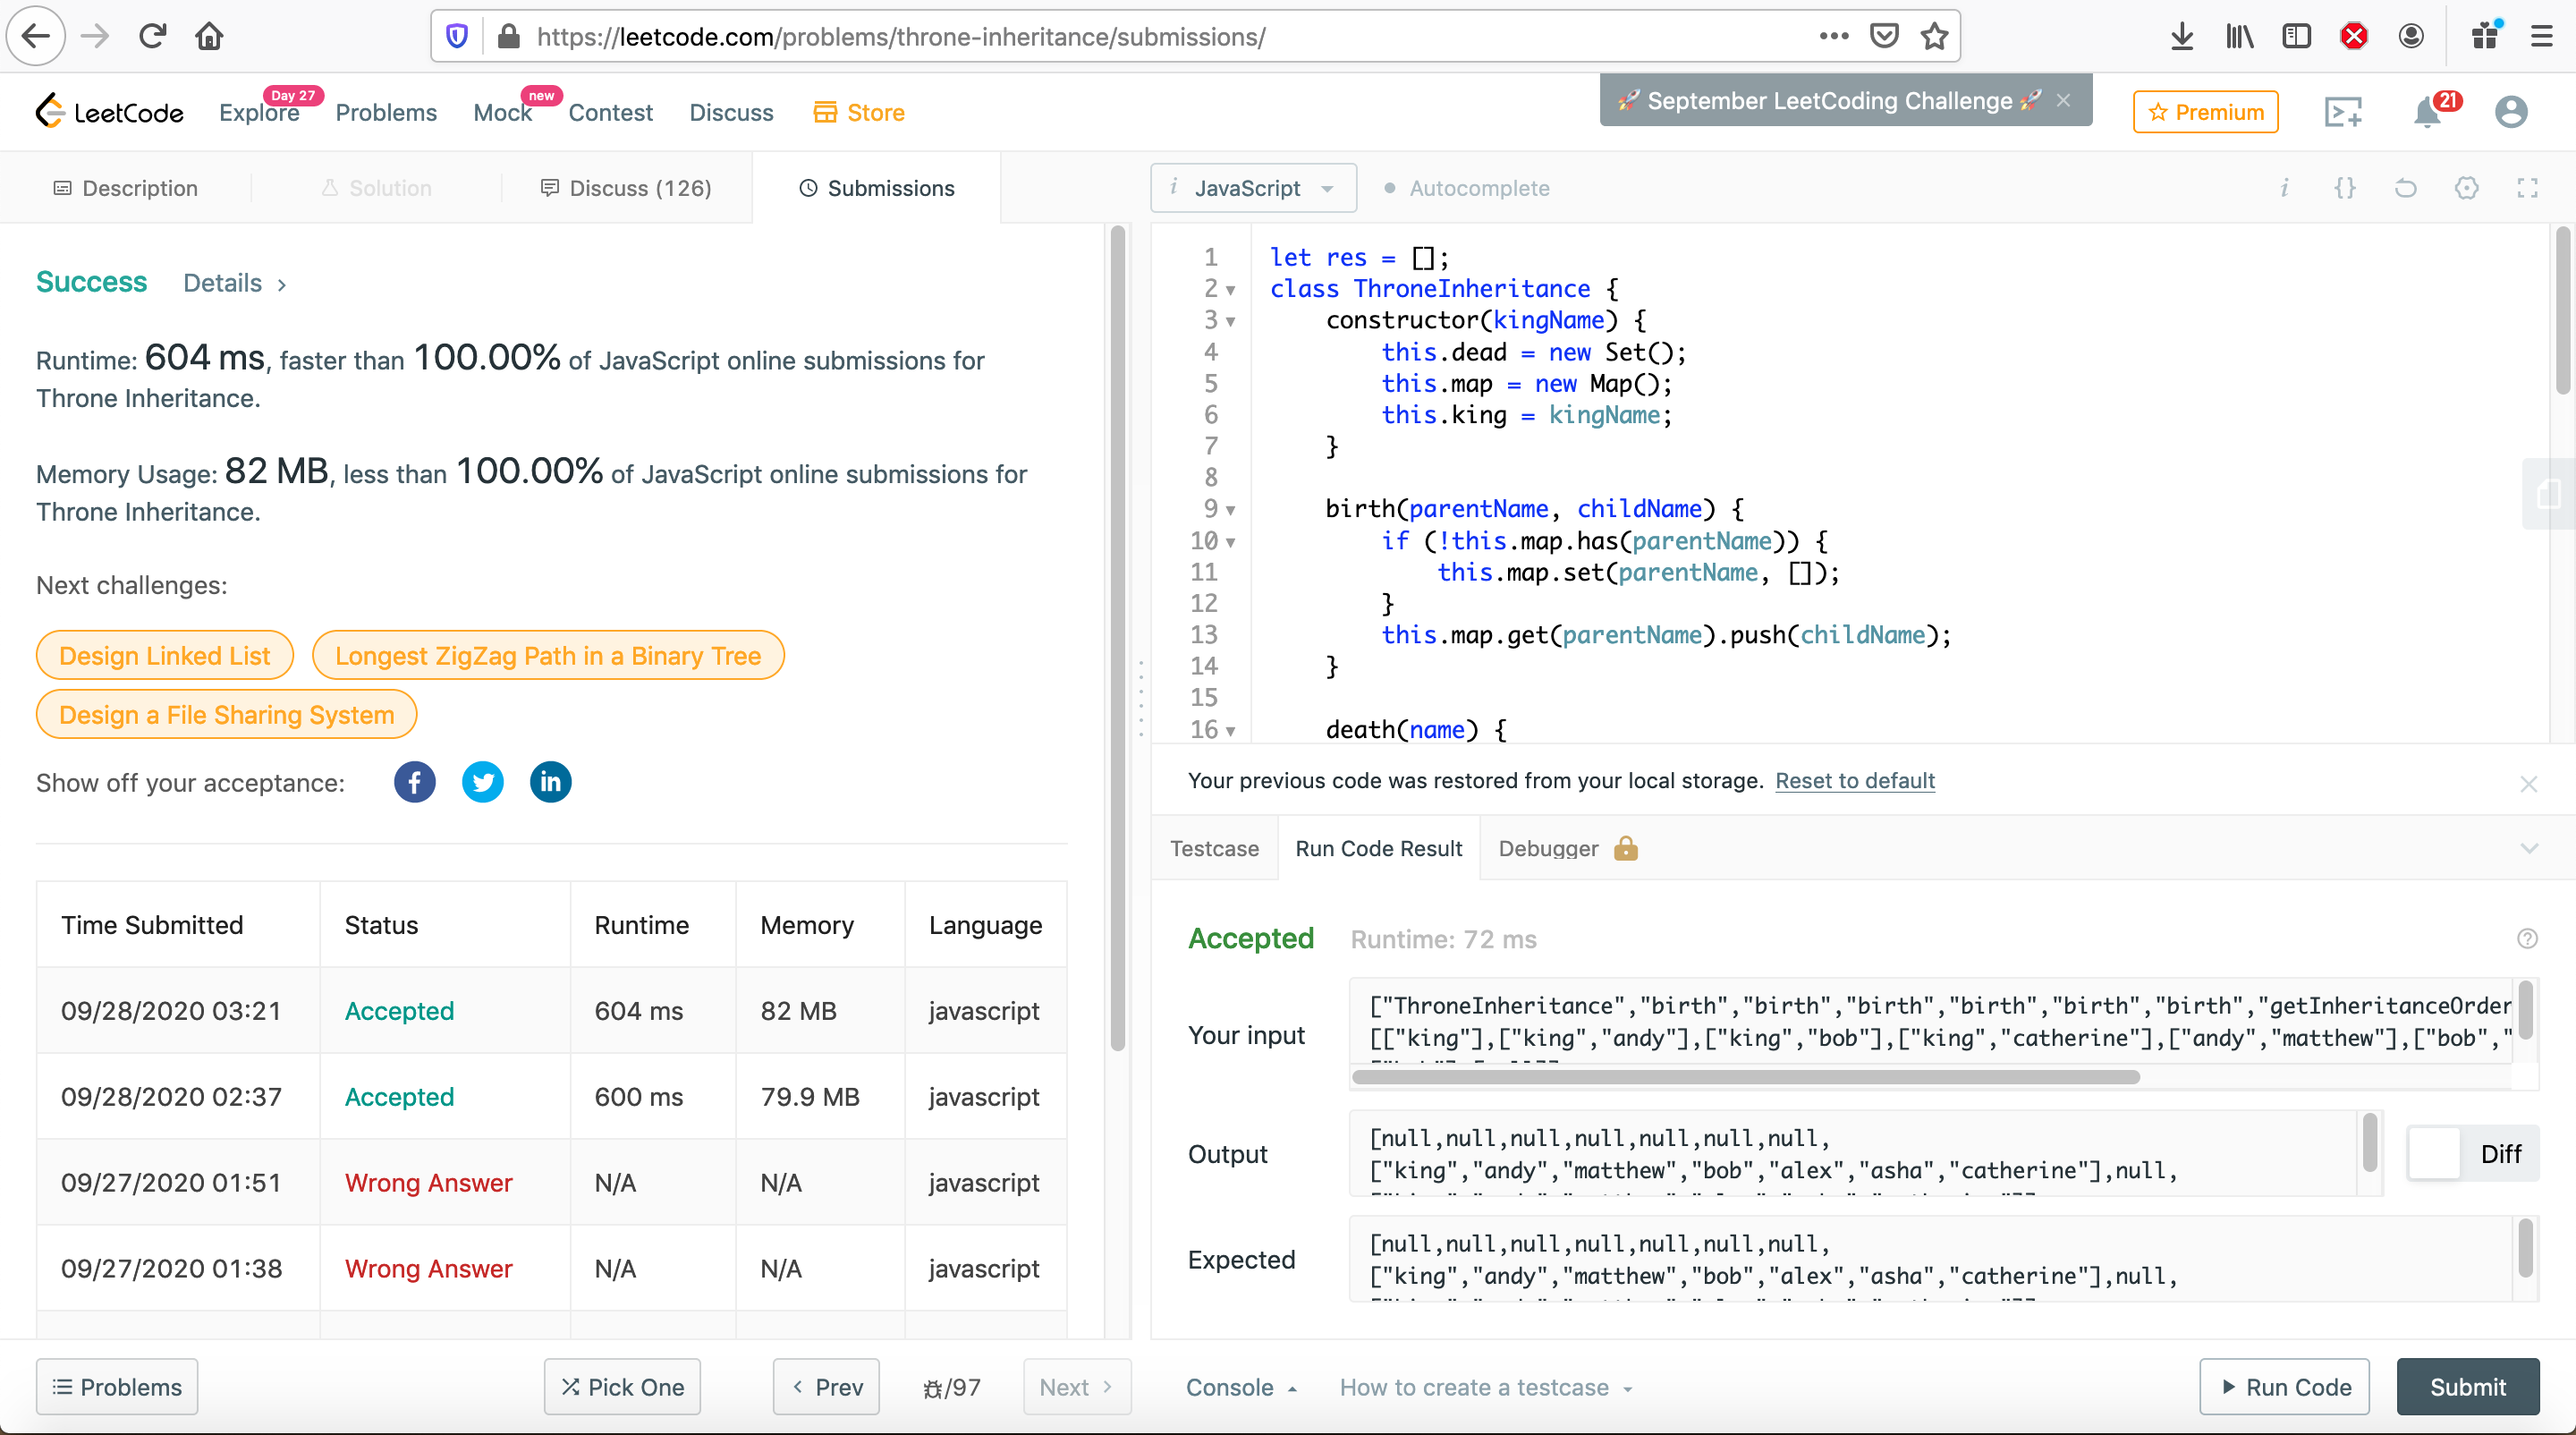 https://leetcode.com/problems/throne-inheritance/submissions/
LeetCode
Explore
Day 27
Problems
Mock
new
Contest
Discuss
Store
🚀 September LeetCoding Challenge 🚀 ×
Premium
21
Description
Solution
Discuss (126)
Submissions
Success Details >
Runtime: 604 ms, faster than 100.00% of JavaScript online submissions for
Throne Inheritance.
Memory Usage: 82 MB, less than 100.00% of JavaScript online submissions for
Throne Inheritance.
Next challenges:
Design Linked List
Longest ZigZag Path in a Binary Tree
Design a File Sharing System
Show off your acceptance:
Time Submitted Status Runtime Memory Language
09/28/2020 03:21 Accepted 604 ms 82 MB javascript
09/28/2020 02:37 Accepted 600 ms 79.9 MB javascript
09/27/2020 01:51 Wrong Answer N/A N/A javascript
09/27/2020 01:38 Wrong Answer N/A N/A javascript
Problems
Pick One
< Prev
/97
Next >
i JavaScript
Autocomplete
i {}
1 let res = [];
2 class ThroneInheritance {
3 constructor(kingName) {
4 this.dead = new Set();
5 this.map = new Map();
6 this.king = kingName;
7 }
8
9 birth(parentName, childName) {
10 if (!this.map.has(parentName)) {
11 this.map.set(parentName, []);
12 }
13 this.map.get(parentName).push(childName);
14 }
15
16 death(name) {
Your previous code was restored from your local storage. Reset to default
Testcase
Run Code Result
Debugger
Accepted Runtime: 72 ms
Your input
["ThroneInheritance","birth","birth","birth","birth","birth","birth","getInheritanceOrder
[["king"],["king","andy"],["king","bob"],["king","catherine"],["andy","matthew"],["bob","
Output
[null,null,null,null,null,null,null,
["king","andy","matthew","bob","alex","asha","catherine"],null,
Diff
Expected
[null,null,null,null,null,null,null,
["king","andy","matthew","bob","alex","asha","catherine"],null,
Console
How to create a testcase
Run Code
Submit